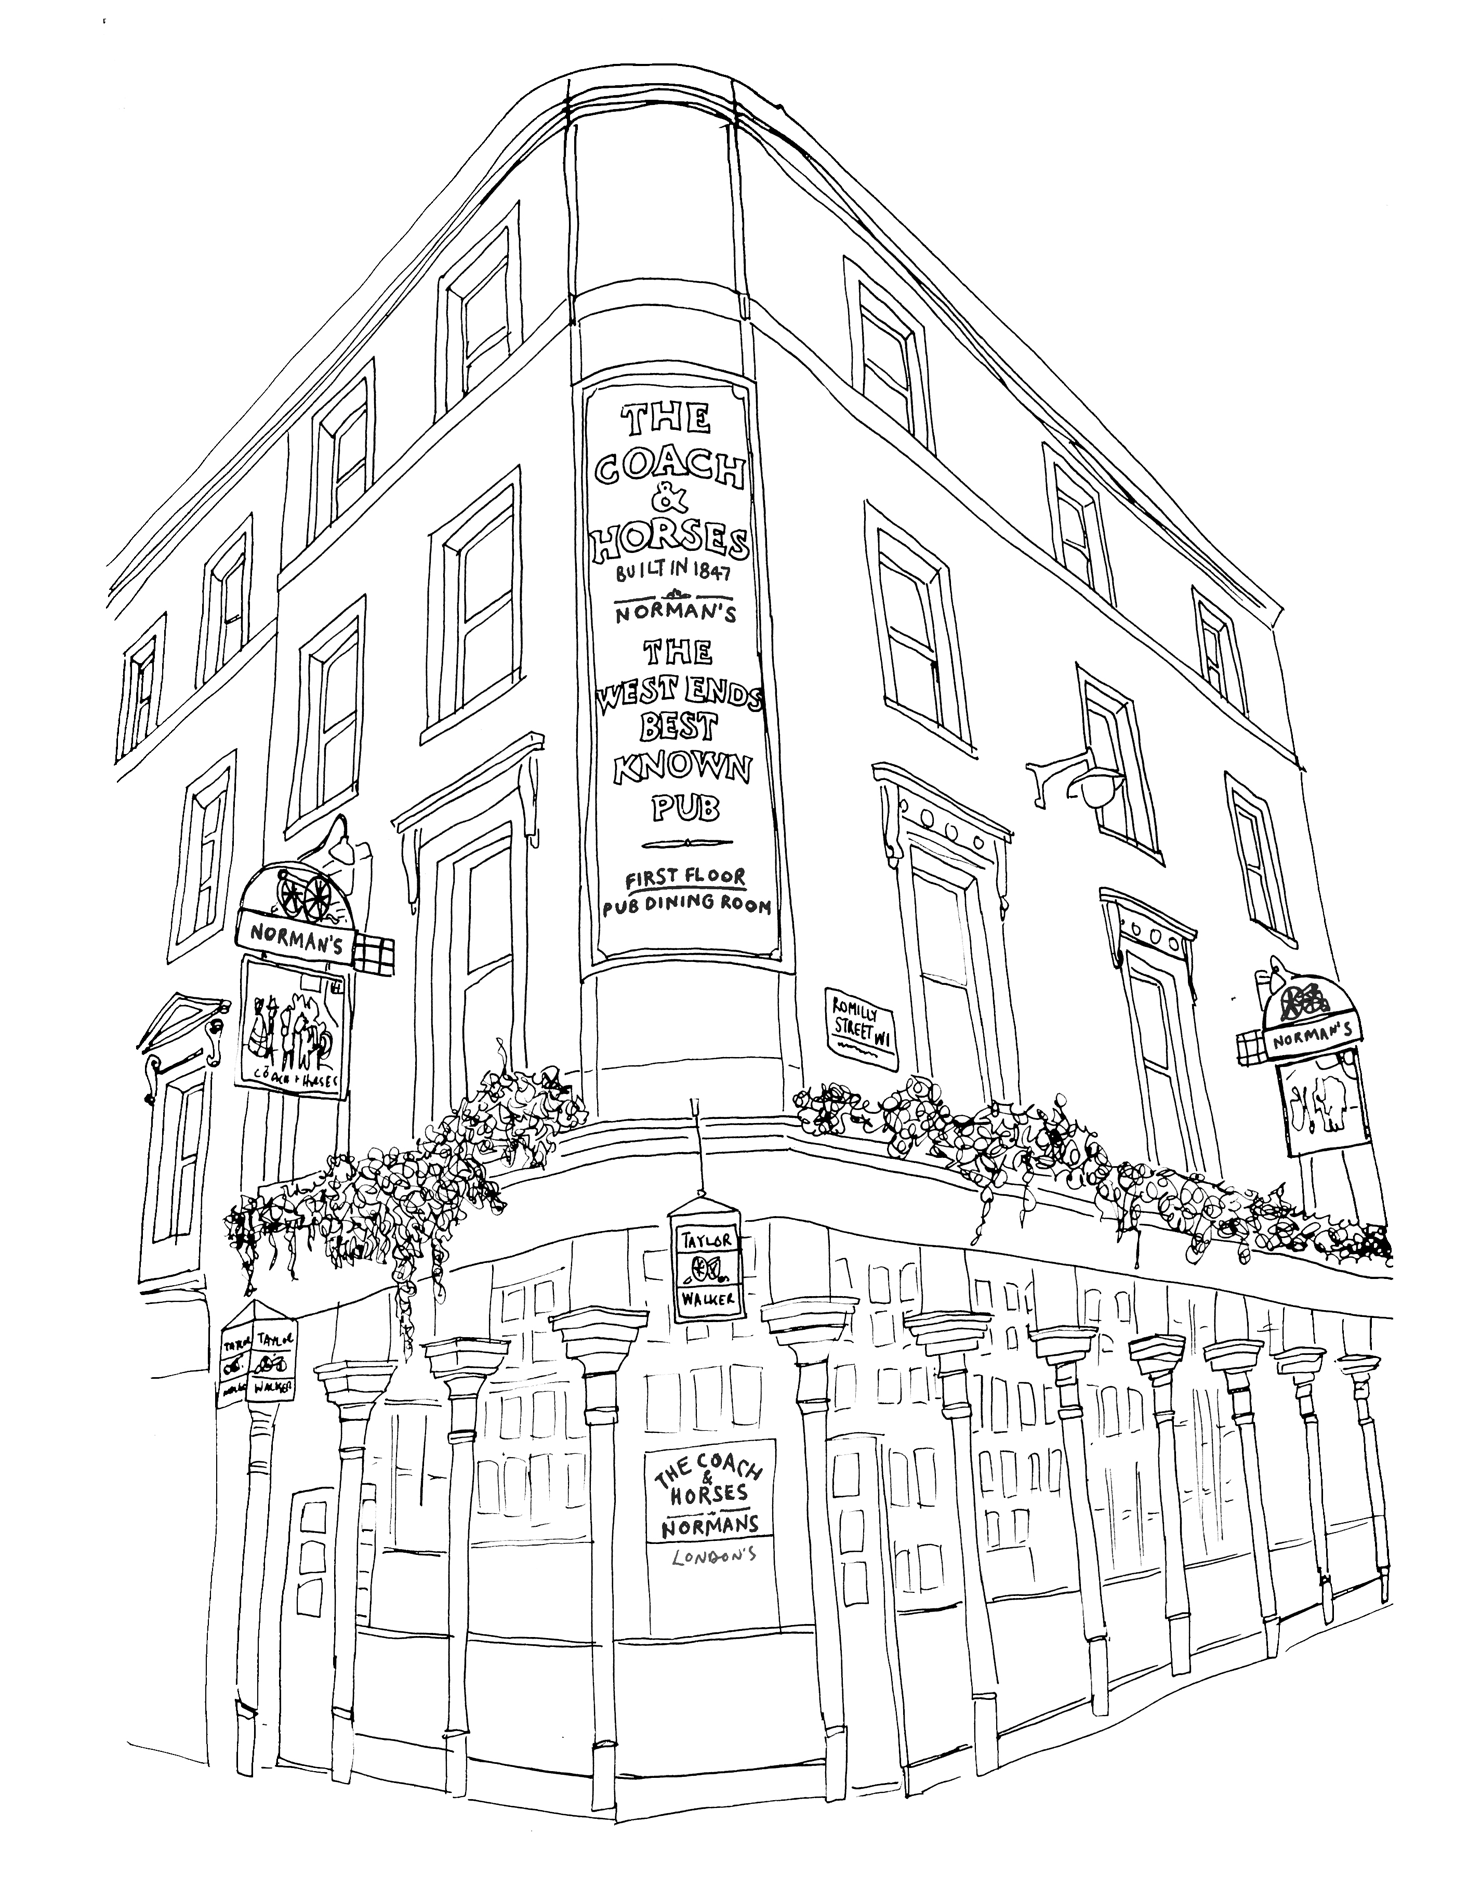 THE
COACH
&
HORSES
BUILT IN 1847
NORMAN'S
THE
WEST ENDS
BEST
KNOWN
PUB
FIRST FLOOR
PUB DINING ROOM
NORMAN'S
COACH + HORSES
ROMILLY
STREET W1
NORMAN'S
TAYLOR
WALKER
TAYLOR
TAYLOR
WALKER
THE COACH
&
HORSES
NORMANS
LONDON'S